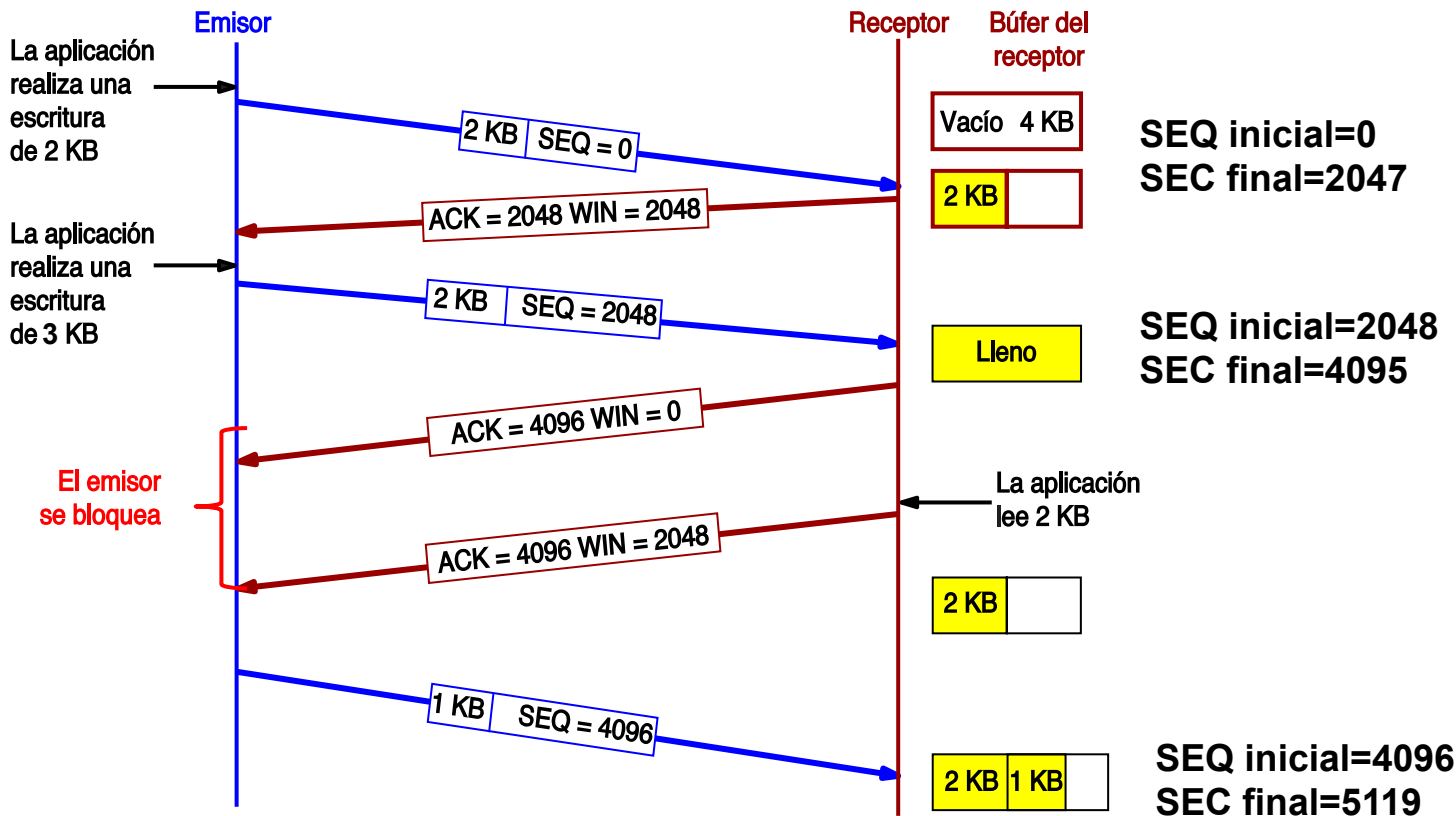 Emisor
Receptor
Búfer del
receptor
La aplicación
realiza una
escritura
de 2 KB
2 KB SEQ = 0
Vacío 4 KB
SEQ inicial=0
SEC final=2047
2 KB
ACK = 2048 WIN = 2048
La aplicación
realiza una
escritura
de 3 KB
2 KB SEQ = 2048
Lleno
SEQ inicial=2048
SEC final=4095
ACK = 4096 WIN = 0
El emisor
se bloquea
La aplicación
lee 2 KB
ACK = 4096 WIN = 2048
2 KB
1 KB SEQ = 4096
2 KB 1 KB
SEQ inicial=4096
SEC final=5119